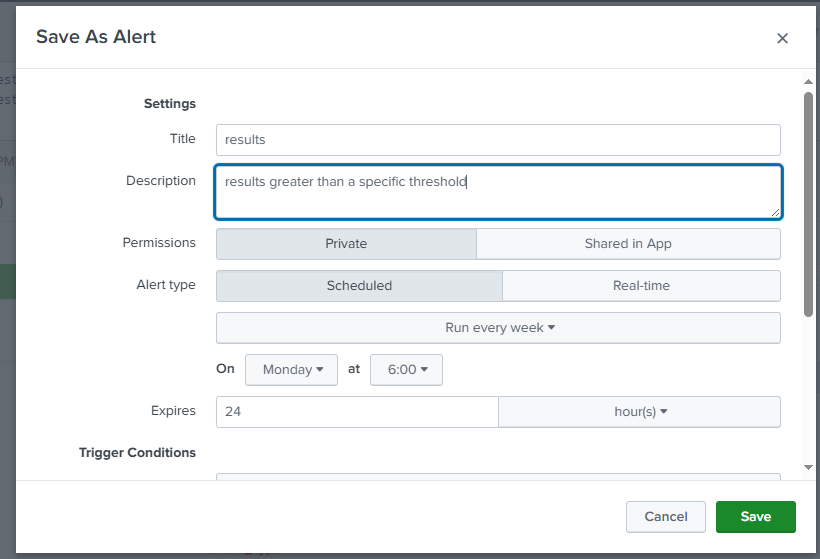 Save As Alert
Settings
Title results
Description results greater than a specific threshold
Permissions Private Shared in App
Alert type Scheduled Real-time
Run every week
On Monday at 6:00
Expires 24 hour(s)
Trigger Conditions
Cancel Save